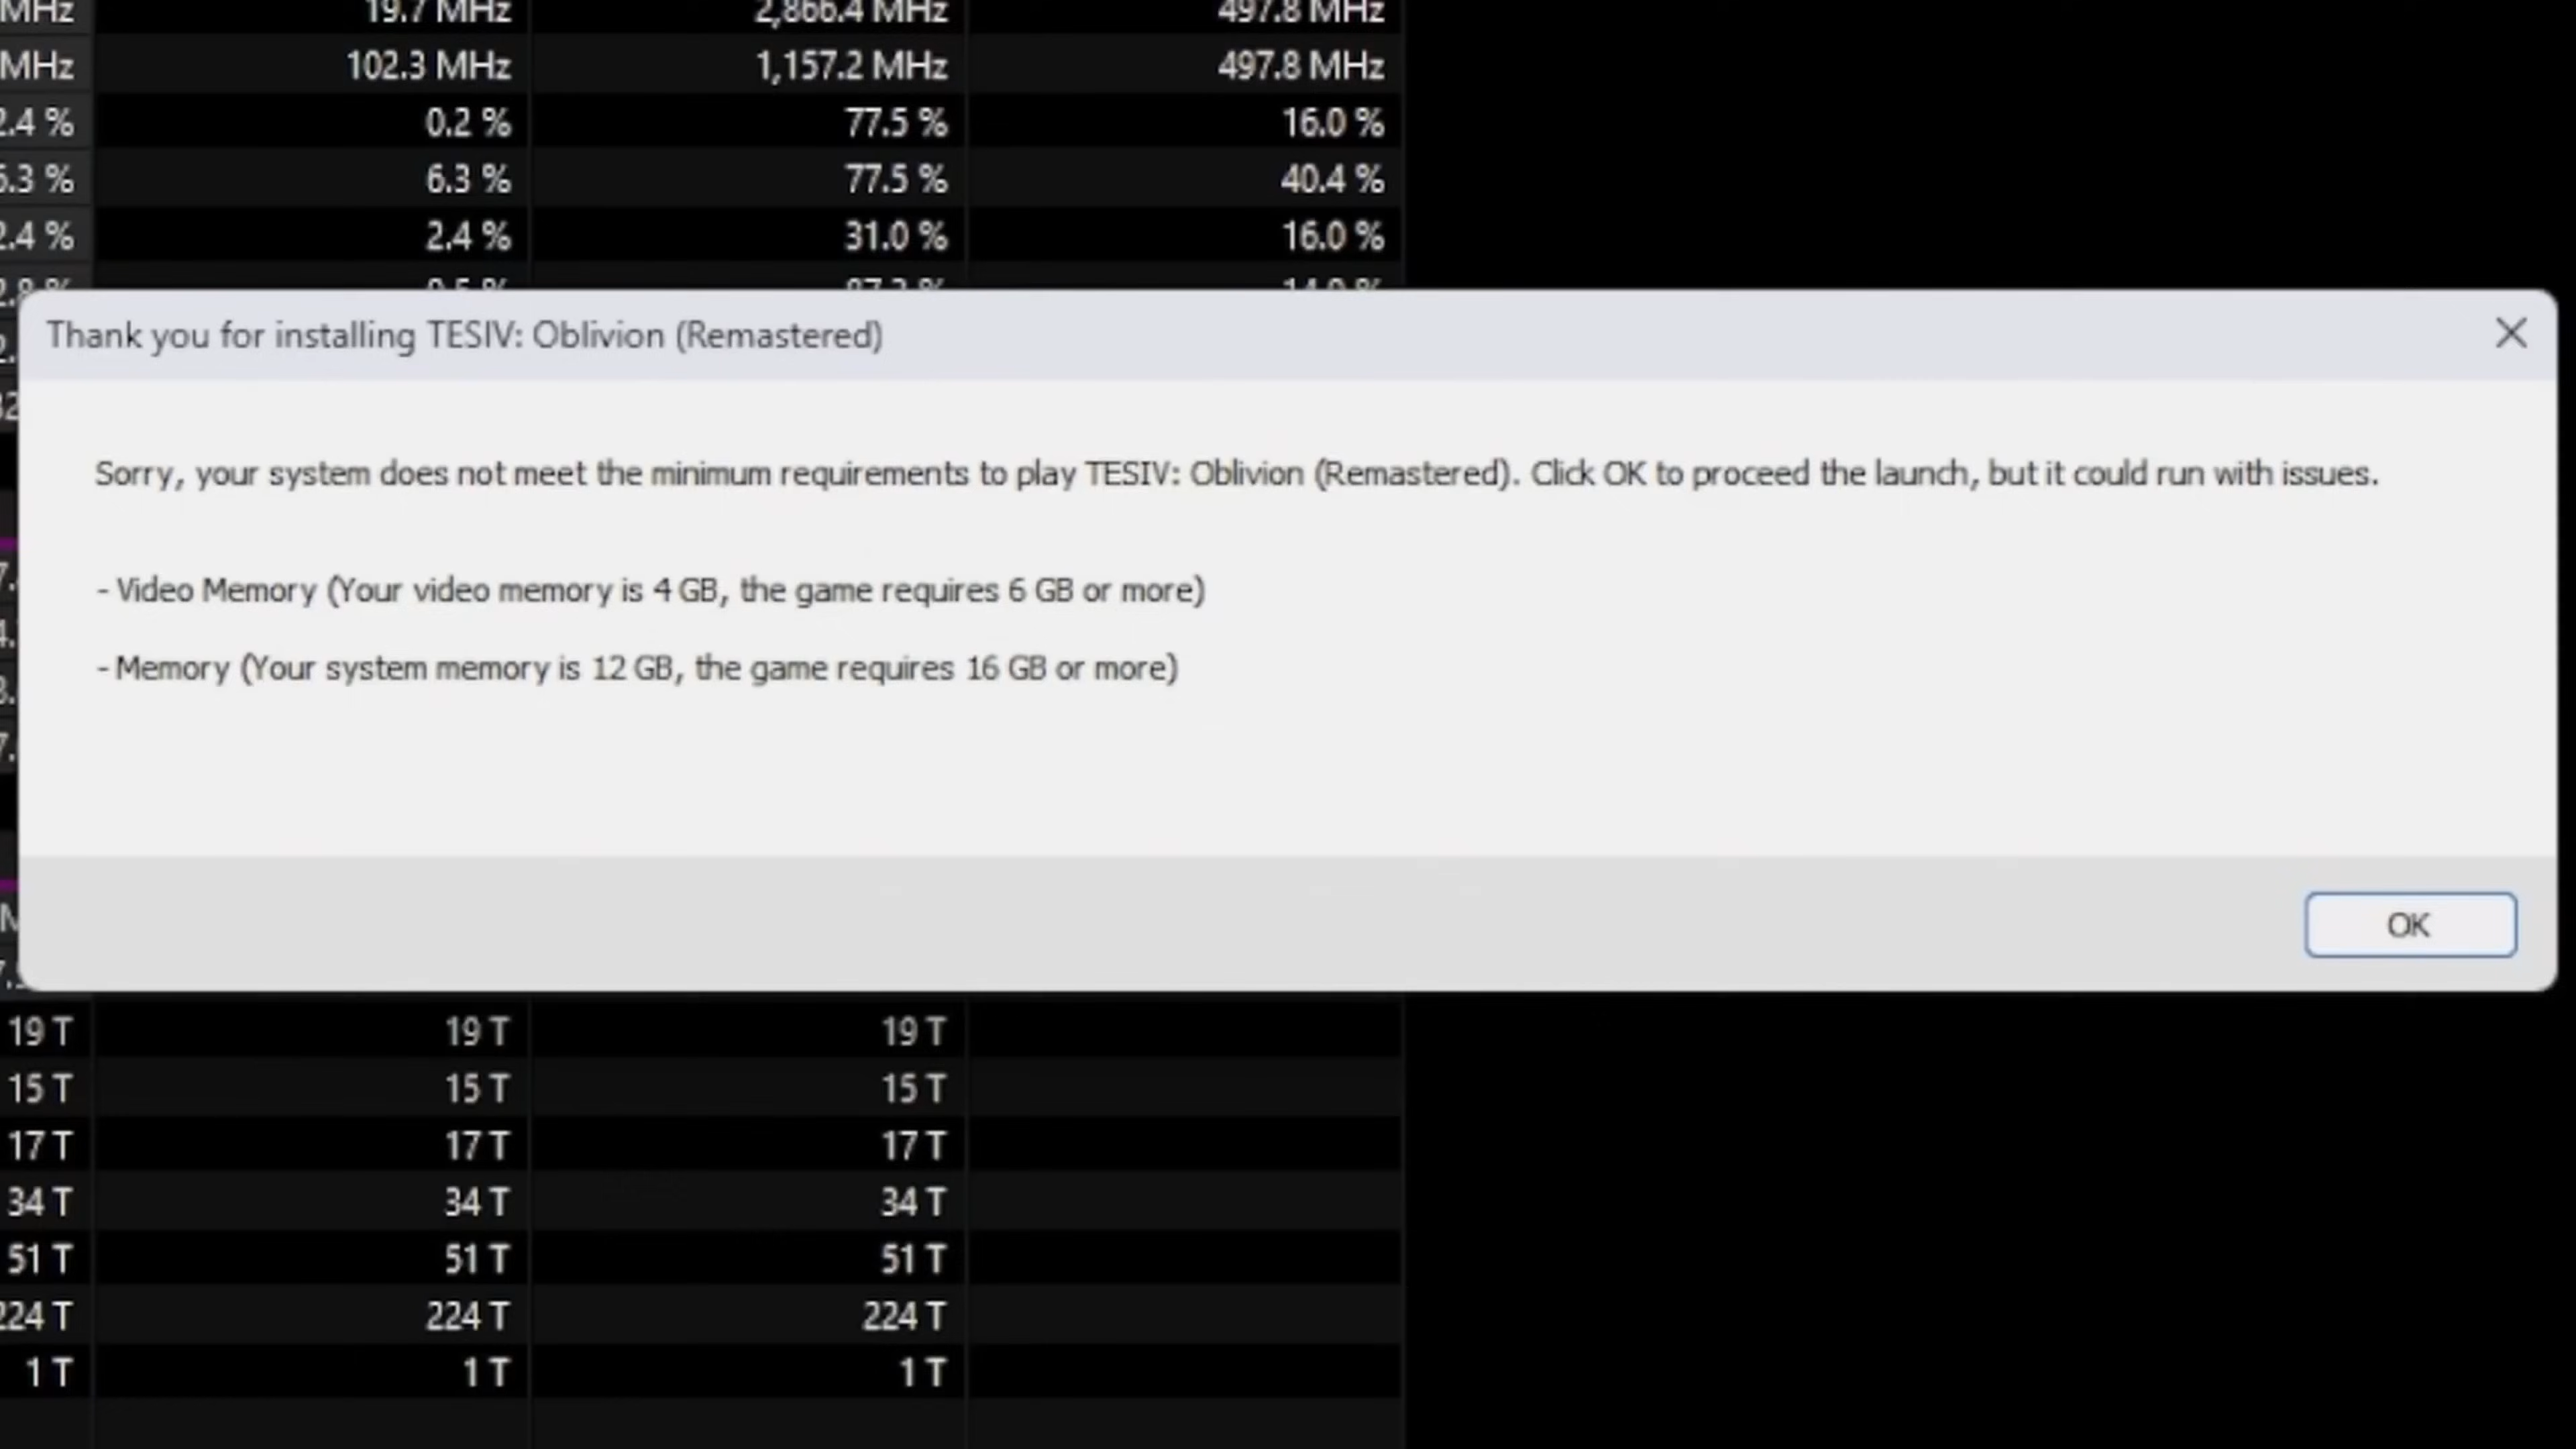 MHz 19.7 MHz 2,866.4 MHz 497.8 MHz
MHz 102.3 MHz 1,157.2 MHz 497.8 MHz
2.4 % 0.2 % 77.5 % 16.0 %
6.3 % 6.3 % 77.5 % 40.4 %
2.4 % 2.4 % 31.0 % 16.0 %
Thank you for installing TESIV: Oblivion (Remastered)
Sorry, your system does not meet the minimum requirements to play TESIV: Oblivion (Remastered). Click OK to proceed the launch, but it could run with issues.
- Video Memory (Your video memory is 4 GB, the game requires 6 GB or more)
- Memory (Your system memory is 12 GB, the game requires 16 GB or more)
OK
19 T 19 T 19 T
15 T 15 T 15 T
17 T 17 T 17 T
34 T 34 T 34 T
51 T 51 T 51 T
224 T 224 T 224 T
1 T 1 T 1 T